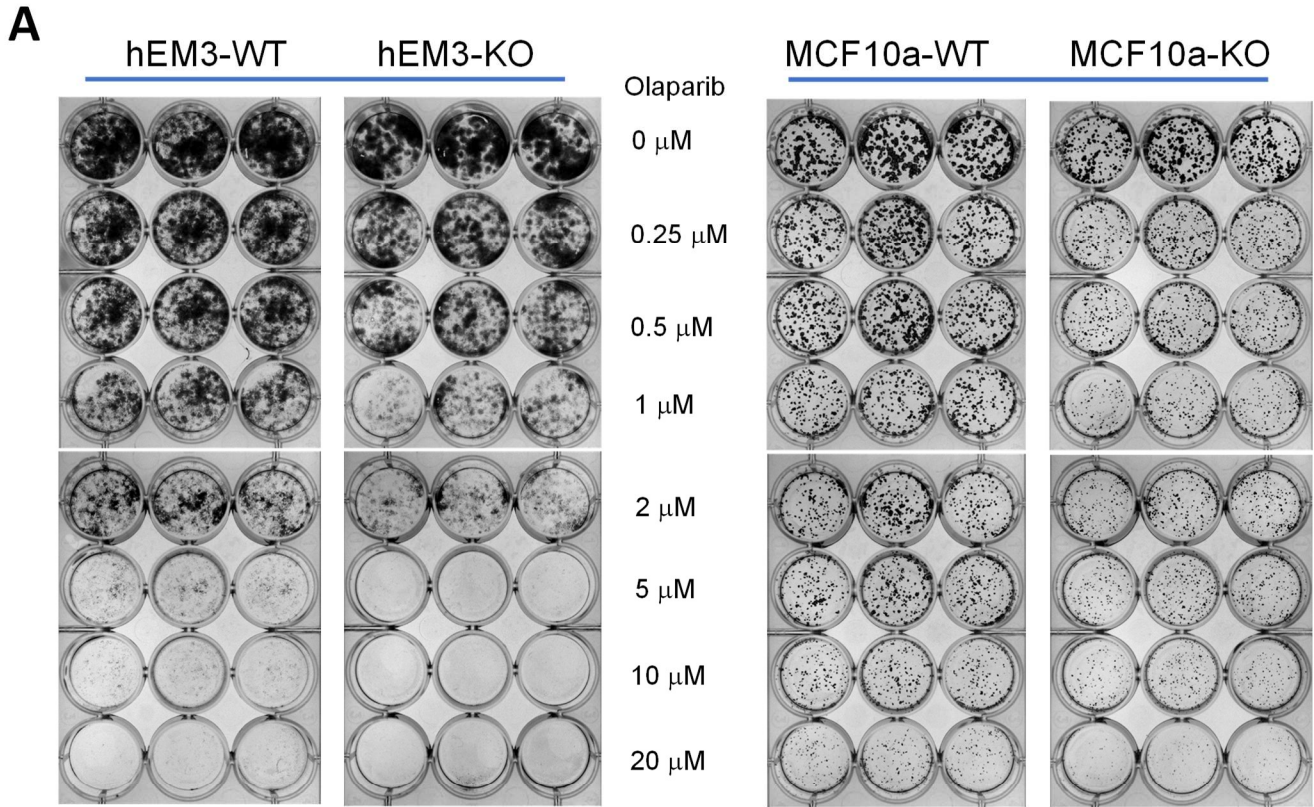 A
hEM3-WT
hEM3-KO
MCF10a-WT
MCF10a-KO
Olaparib
0 μM
0.25 μM
0.5 μM
1 μM
2 μM
5 μM
10 μM
20 μM